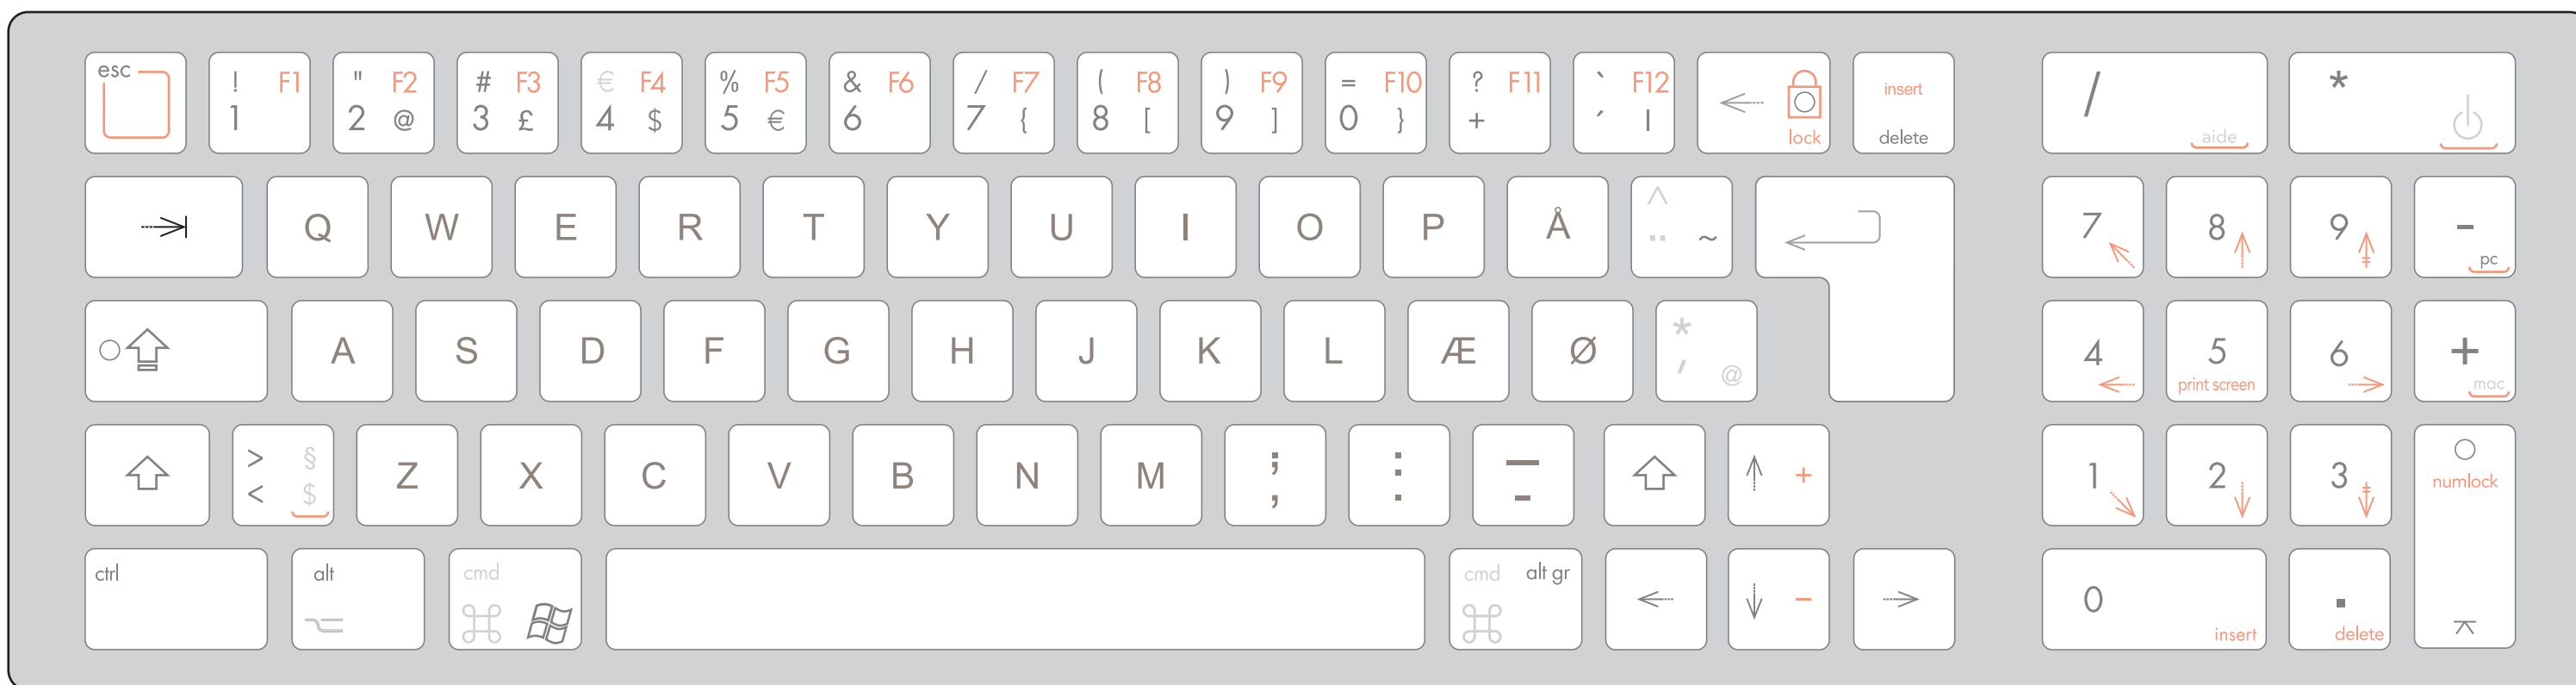 esc ! F1 " F2 # F3 € F4 % F5 & F6 / F7 ( F8 ) F9 = F10 ? F11 ` F12 insert / *
1 2 @ 3 £ 4 $ 5 € 6 7 { 8 [ 9 ] 0 } + ´ | lock delete aide
Q W E R T Y U I O P Å ^ ¨ ~ 7 8 9 - pc
A S D F G H J K L Æ Ø * ' @ 4 5 print screen 6 + mac
> § < $ Z X C V B N M ; , : . _ - + 1 2 3 numlock
ctrl alt cmd cmd alt gr - 0 insert . delete